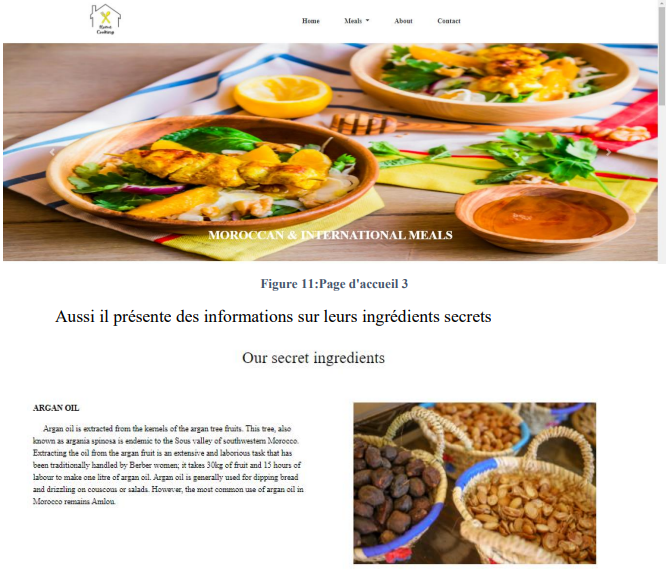 Home Meals About Contact
Cooking
MOROCCAN & INTERNATIONAL MEALS
Figure 11:Page d'accueil 3
Aussi il présente des informations sur leurs ingrédients secrets
Our secret ingredients
ARGAN OIL
Argan oil is extracted from the kernels of the argan tree fruits. This tree, also
known as argania spinosa is endemic to the Sous valley of southwestern Morocco.
Extracting the oil from the argan fruit is an extensive and laborious task that has
been traditionally handled by Berber women; it takes 30kg of fruit and 15 hours of
labour to make one litre of argan oil. Argan oil is generally used for dipping bread
and drizzling on couscous or salads. However, the most common use of argan oil in
Morocco remains Amlou.